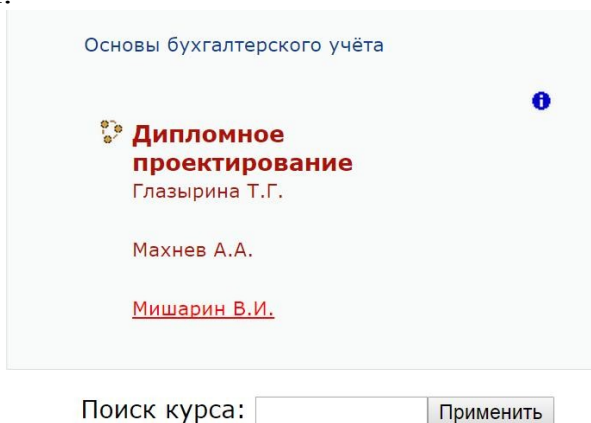 Основы бухгалтерского учёта
Дипломное
проектирование
Глазырина Т.Г.
Махнев А.А.
Мишарин В.И.
Поиск курса:
Применить